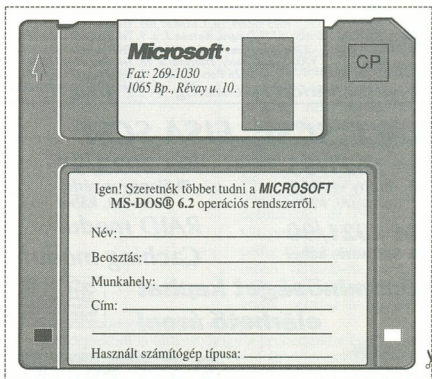 Microsoft®
Fax: 269-1030
1065 Bp., Révay u. 10.
CP
Igen! Szeretnék többet tudni a MICROSOFT
MS-DOS® 6.2 operációs rendszerről.
Név:
Beosztás:
Munkahely:
Cím:
Használt számítógép típusa: